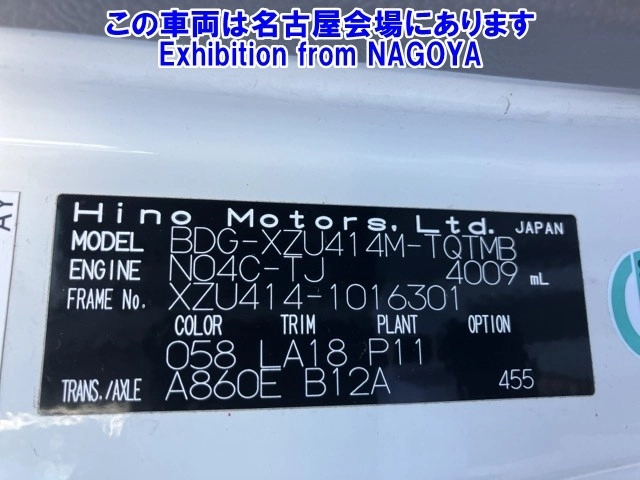 この車両は名古屋会場にあります
Exhibition from NAGOYA
AY
Hino Motors, Ltd. JAPAN
MODEL BDG-XZU414M-TQTMB
ENGINE N04C-TJ 4009 mL
FRAME No. XZU414-1016301
COLOR TRIM PLANT OPTION
058 LA18 P11
TRANS./AXLE A860E B12A 455